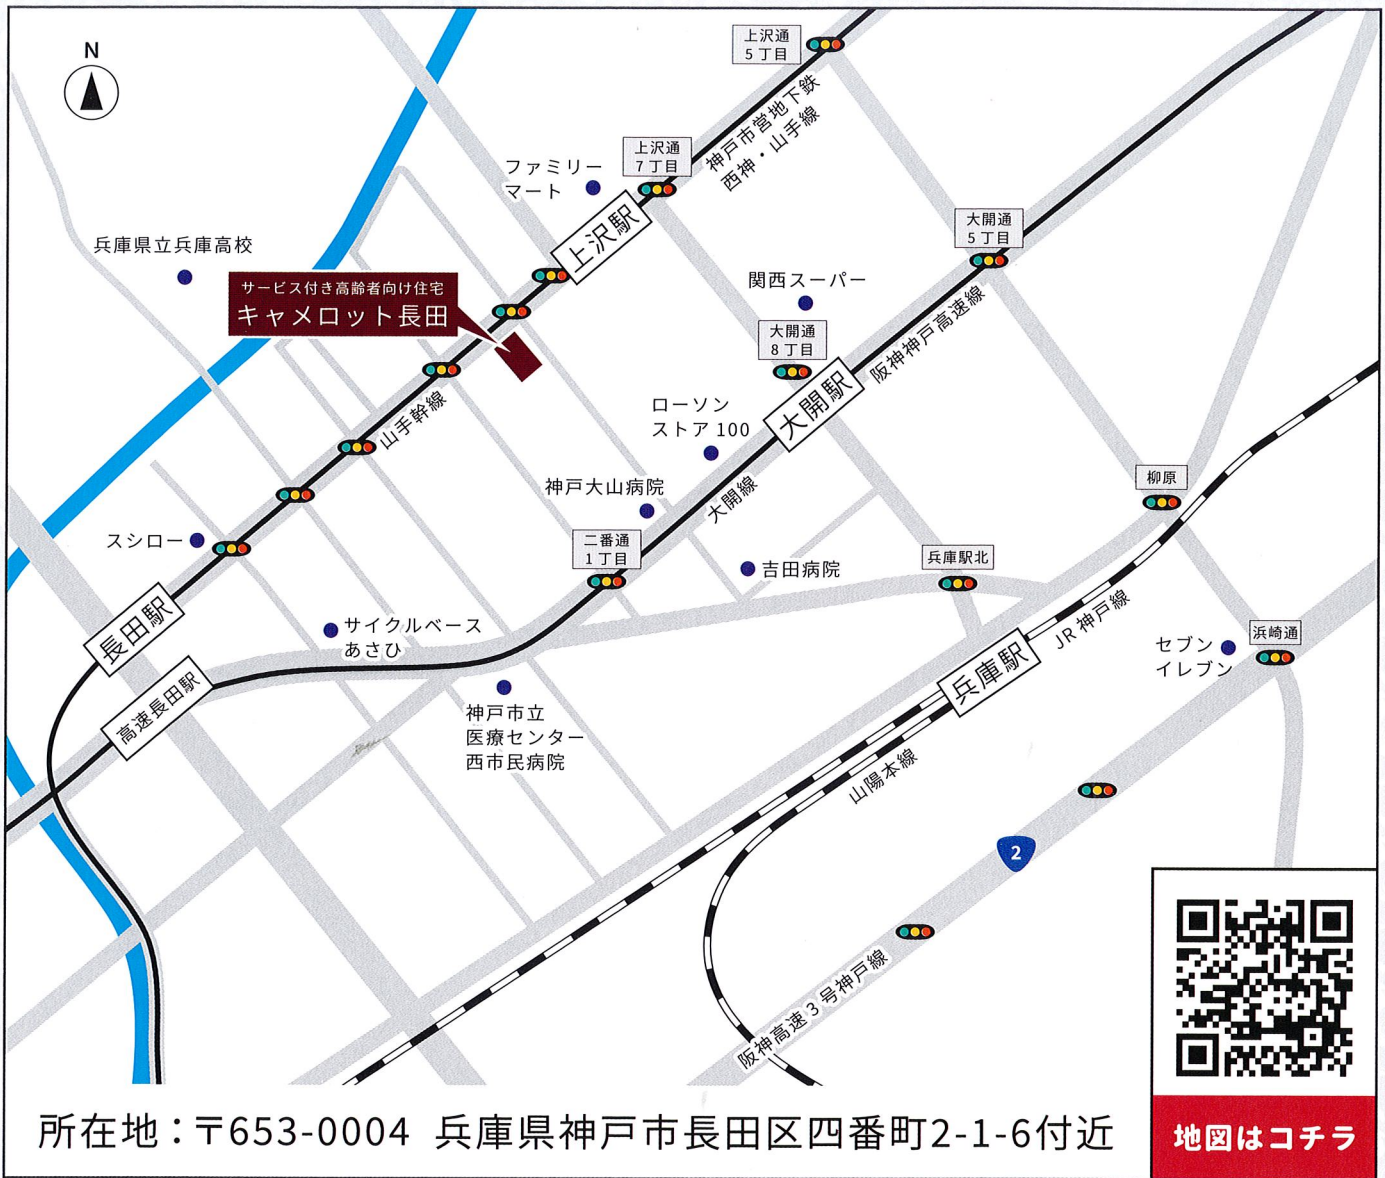 N
上沢通
5丁目
神戸市営地下鉄
西神・山手線
上沢通
7丁目
ファミリー
マート
上沢駅
大開通
5丁目
兵庫県立兵庫高校
サービス付き高齢者向け住宅
キャメロット長田
関西スーパー
大開通
8丁目
阪神神戸高速線
大開駅
山手幹線
ローソン
ストア100
神戸大山病院
大開線
柳原
スシロー
二番通
1丁目
吉田病院
兵庫駅北
長田駅
サイクルベース
あさひ
JR神戸線
浜崎通
セブン
イレブン
兵庫駅
高速長田駅
神戸市立
医療センター
西市民病院
山陽本線
2
阪神高速3号神戸線
所在地：〒653-0004 兵庫県神戸市長田区四番町2-1-6付近
地図はコチラ